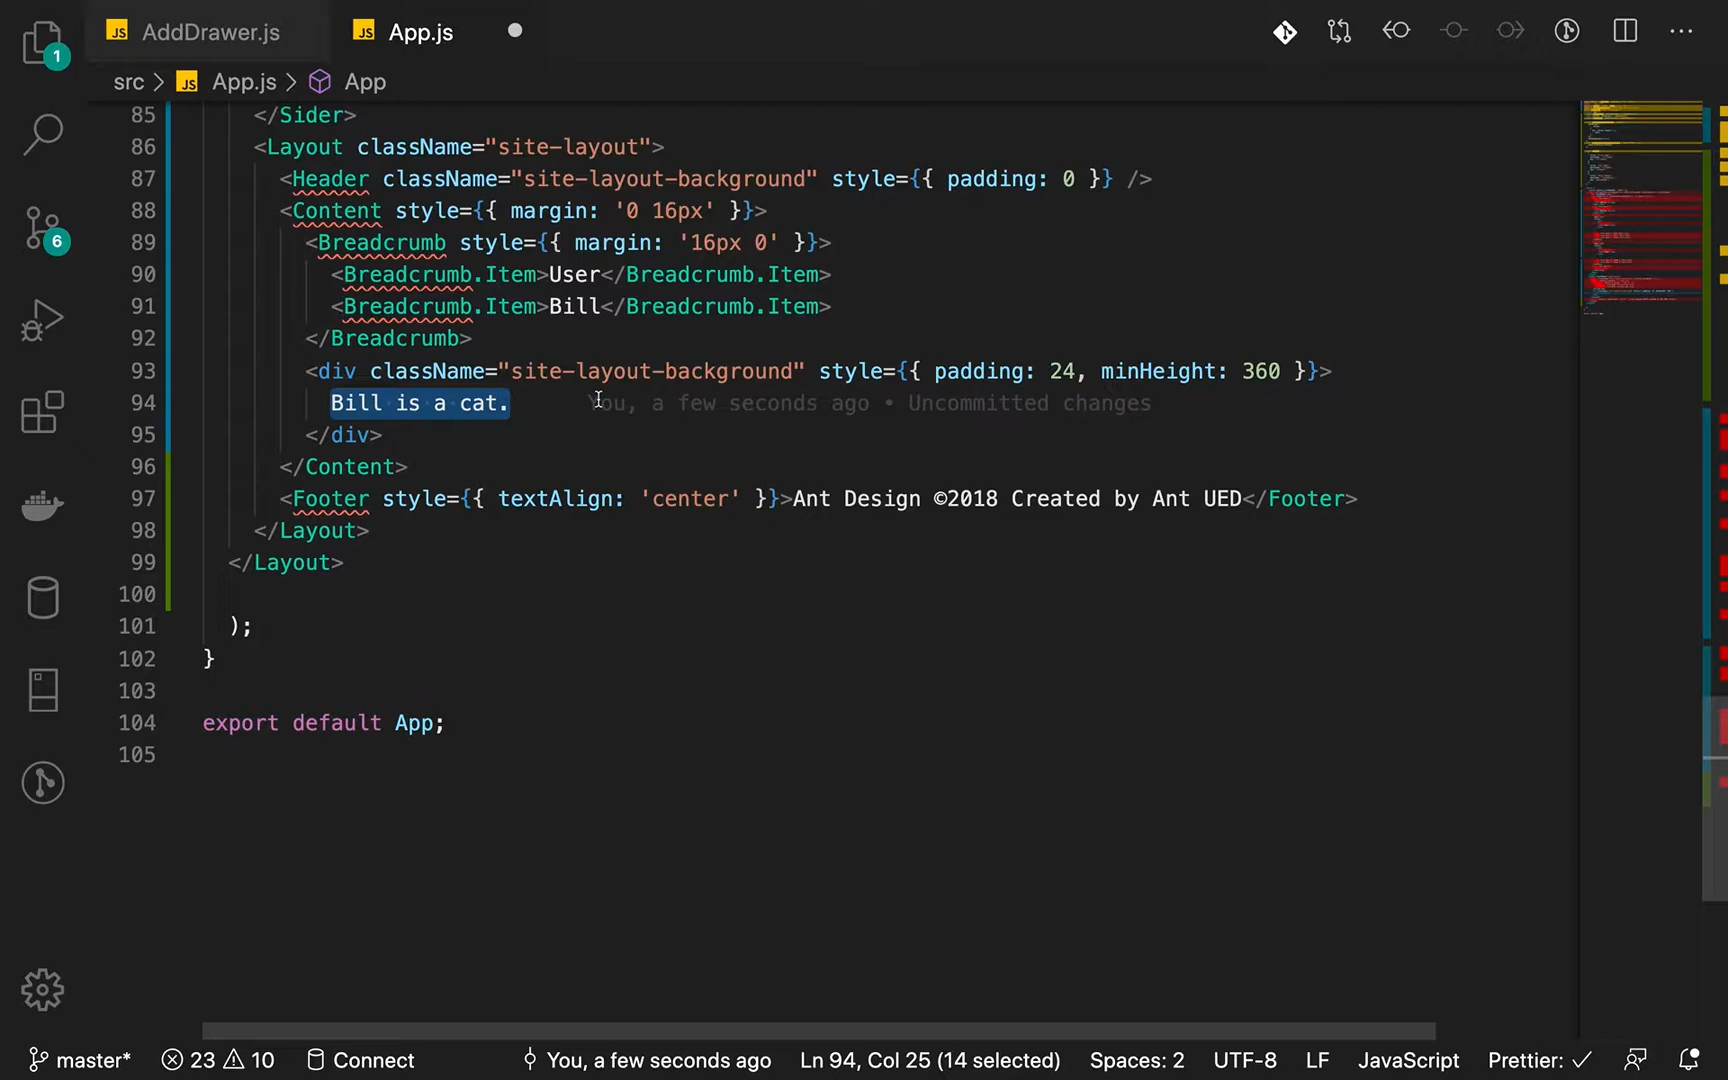 JS AddDrawer.js JS App.js
1
src > JS App.js > App
85 </Sider>
86 <Layout className="site-layout">
87 <Header className="site-layout-background" style={{ padding: 0 }} />
88 <Content style={{ margin: '0 16px' }}>
89 <Breadcrumb style={{ margin: '16px 0' }}>
90 <Breadcrumb.Item>User</Breadcrumb.Item>
91 <Breadcrumb.Item>Bill</Breadcrumb.Item>
92 </Breadcrumb>
93 <div className="site-layout-background" style={{ padding: 24, minHeight: 360 }}>
94 Bill is a cat. You, a few seconds ago • Uncommitted changes
95 </div>
96 </Content>
97 <Footer style={{ textAlign: 'center' }}>Ant Design ©2018 Created by Ant UED</Footer>
98 </Layout>
99 </Layout>
100
101 );
102 }
103
104 export default App;
105
6
master* 23 10 Connect You, a few seconds ago Ln 94, Col 25 (14 selected) Spaces: 2 UTF-8 LF JavaScript Prettier: ✓